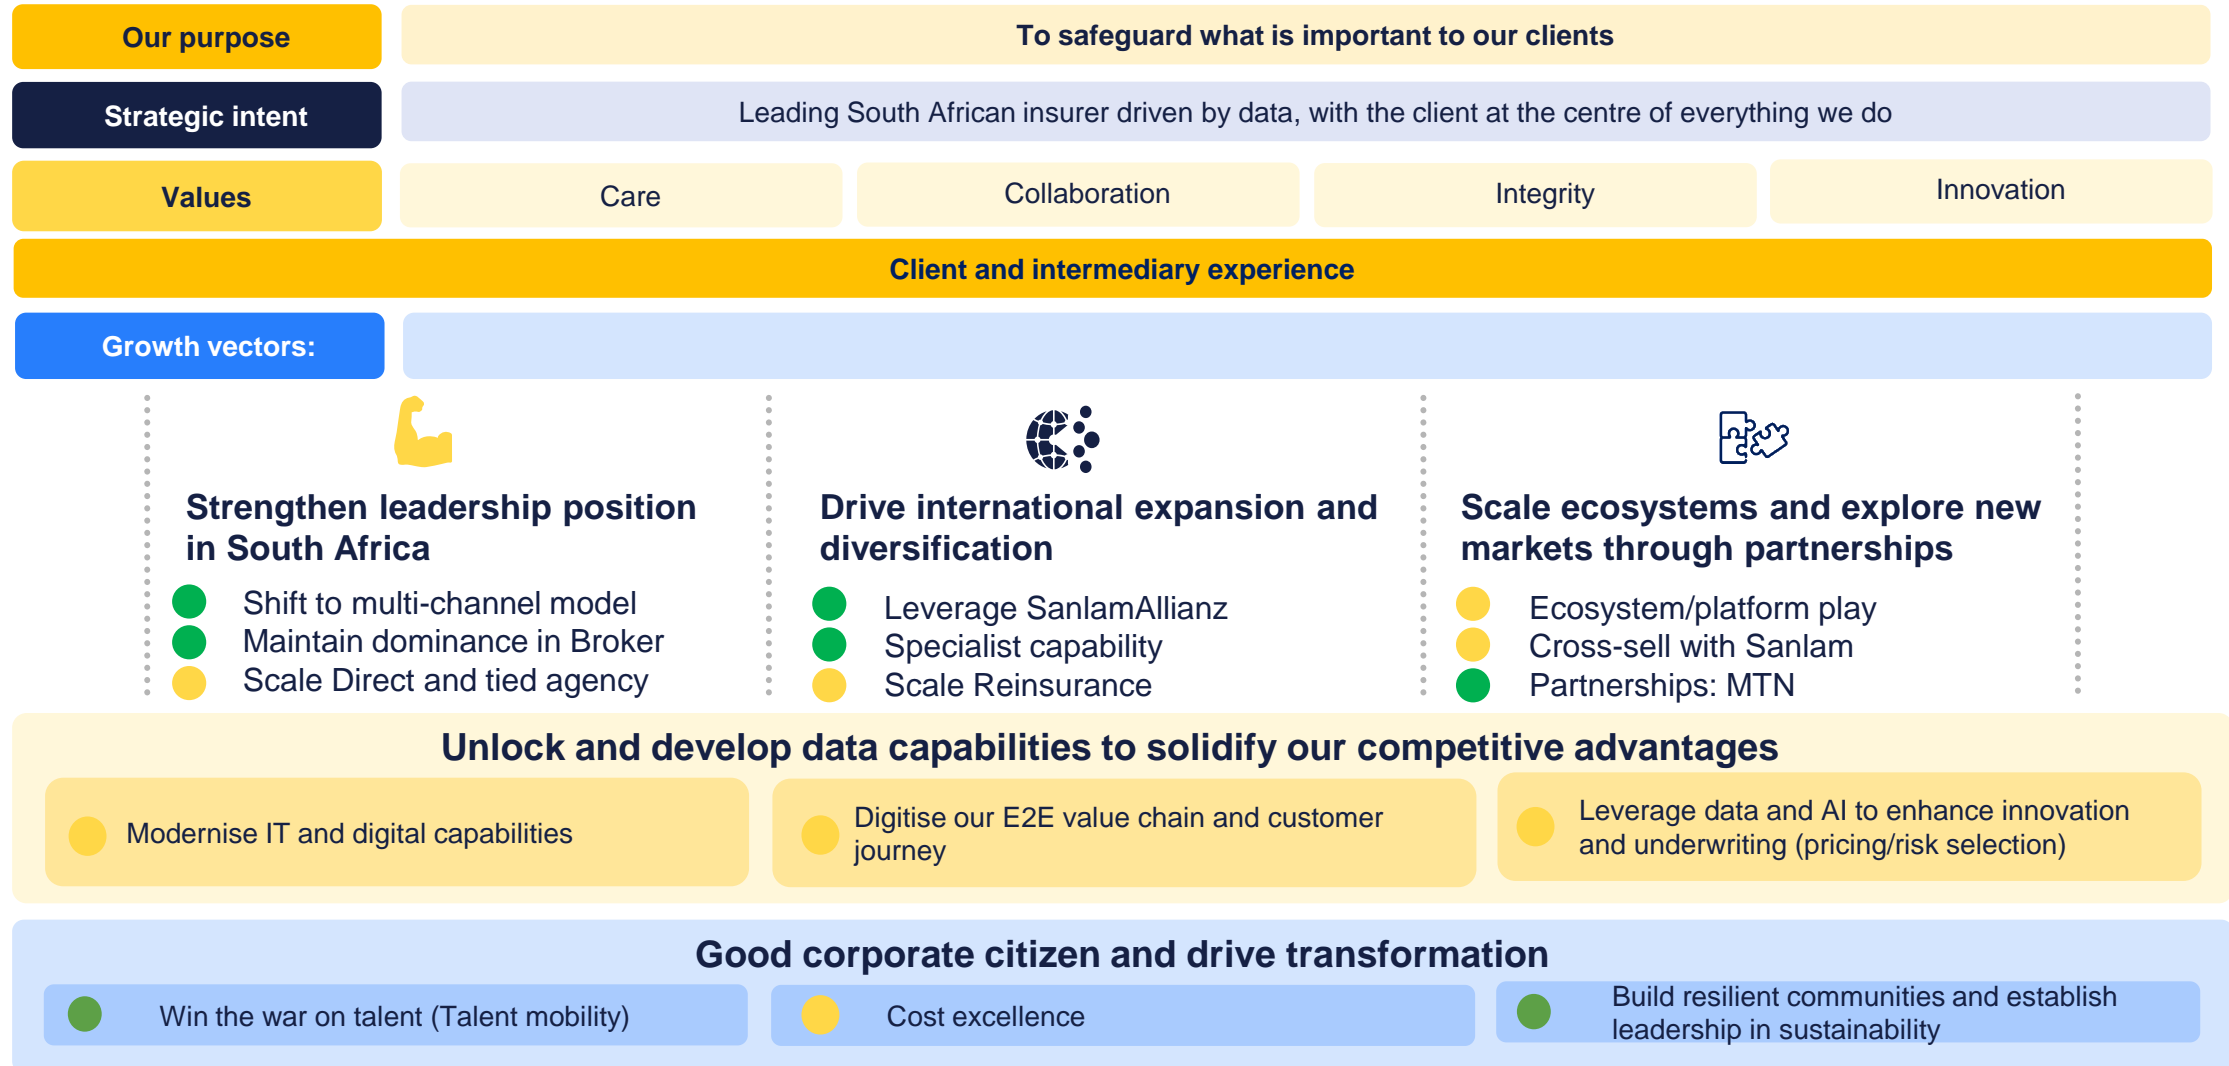 Our purpose
To safeguard what is important to our clients
Strategic intent
Leading South African insurer driven by data, with the client at the centre of everything we do
Values
Care
Collaboration
Integrity
Innovation
Client and intermediary experience
Growth vectors:
Strengthen leadership position
in South Africa
Shift to multi-channel model
Maintain dominance in Broker
Scale Direct and tied agency
Drive international expansion and
diversification
Leverage SanlamAllianz
Specialist capability
Scale Reinsurance
Scale ecosystems and explore new
markets through partnerships
Ecosystem/platform play
Cross-sell with Sanlam
Partnerships: MTN
Unlock and develop data capabilities to solidify our competitive advantages
Modernise IT and digital capabilities
Digitise our E2E value chain and customer
journey
Leverage data and AI to enhance innovation
and underwriting (pricing/risk selection)
Good corporate citizen and drive transformation
Win the war on talent (Talent mobility)
Cost excellence
Build resilient communities and establish
leadership in sustainability